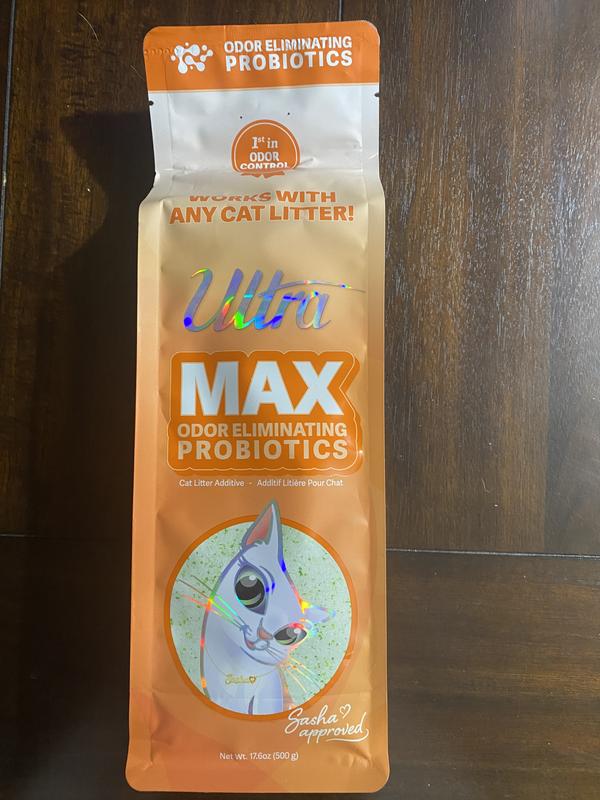 ODOR ELIMINATING
PROBIOTICS
1st in
ODOR
CONTROL
WORKS WITH
ANY CAT LITTER!
Ultra
MAX
ODOR ELIMINATING
PROBIOTICS
Cat Litter Additive - Additif Litière Pour Chat
Sasha
Sasha
approved
Net Wt. 17.6oz (500 g)